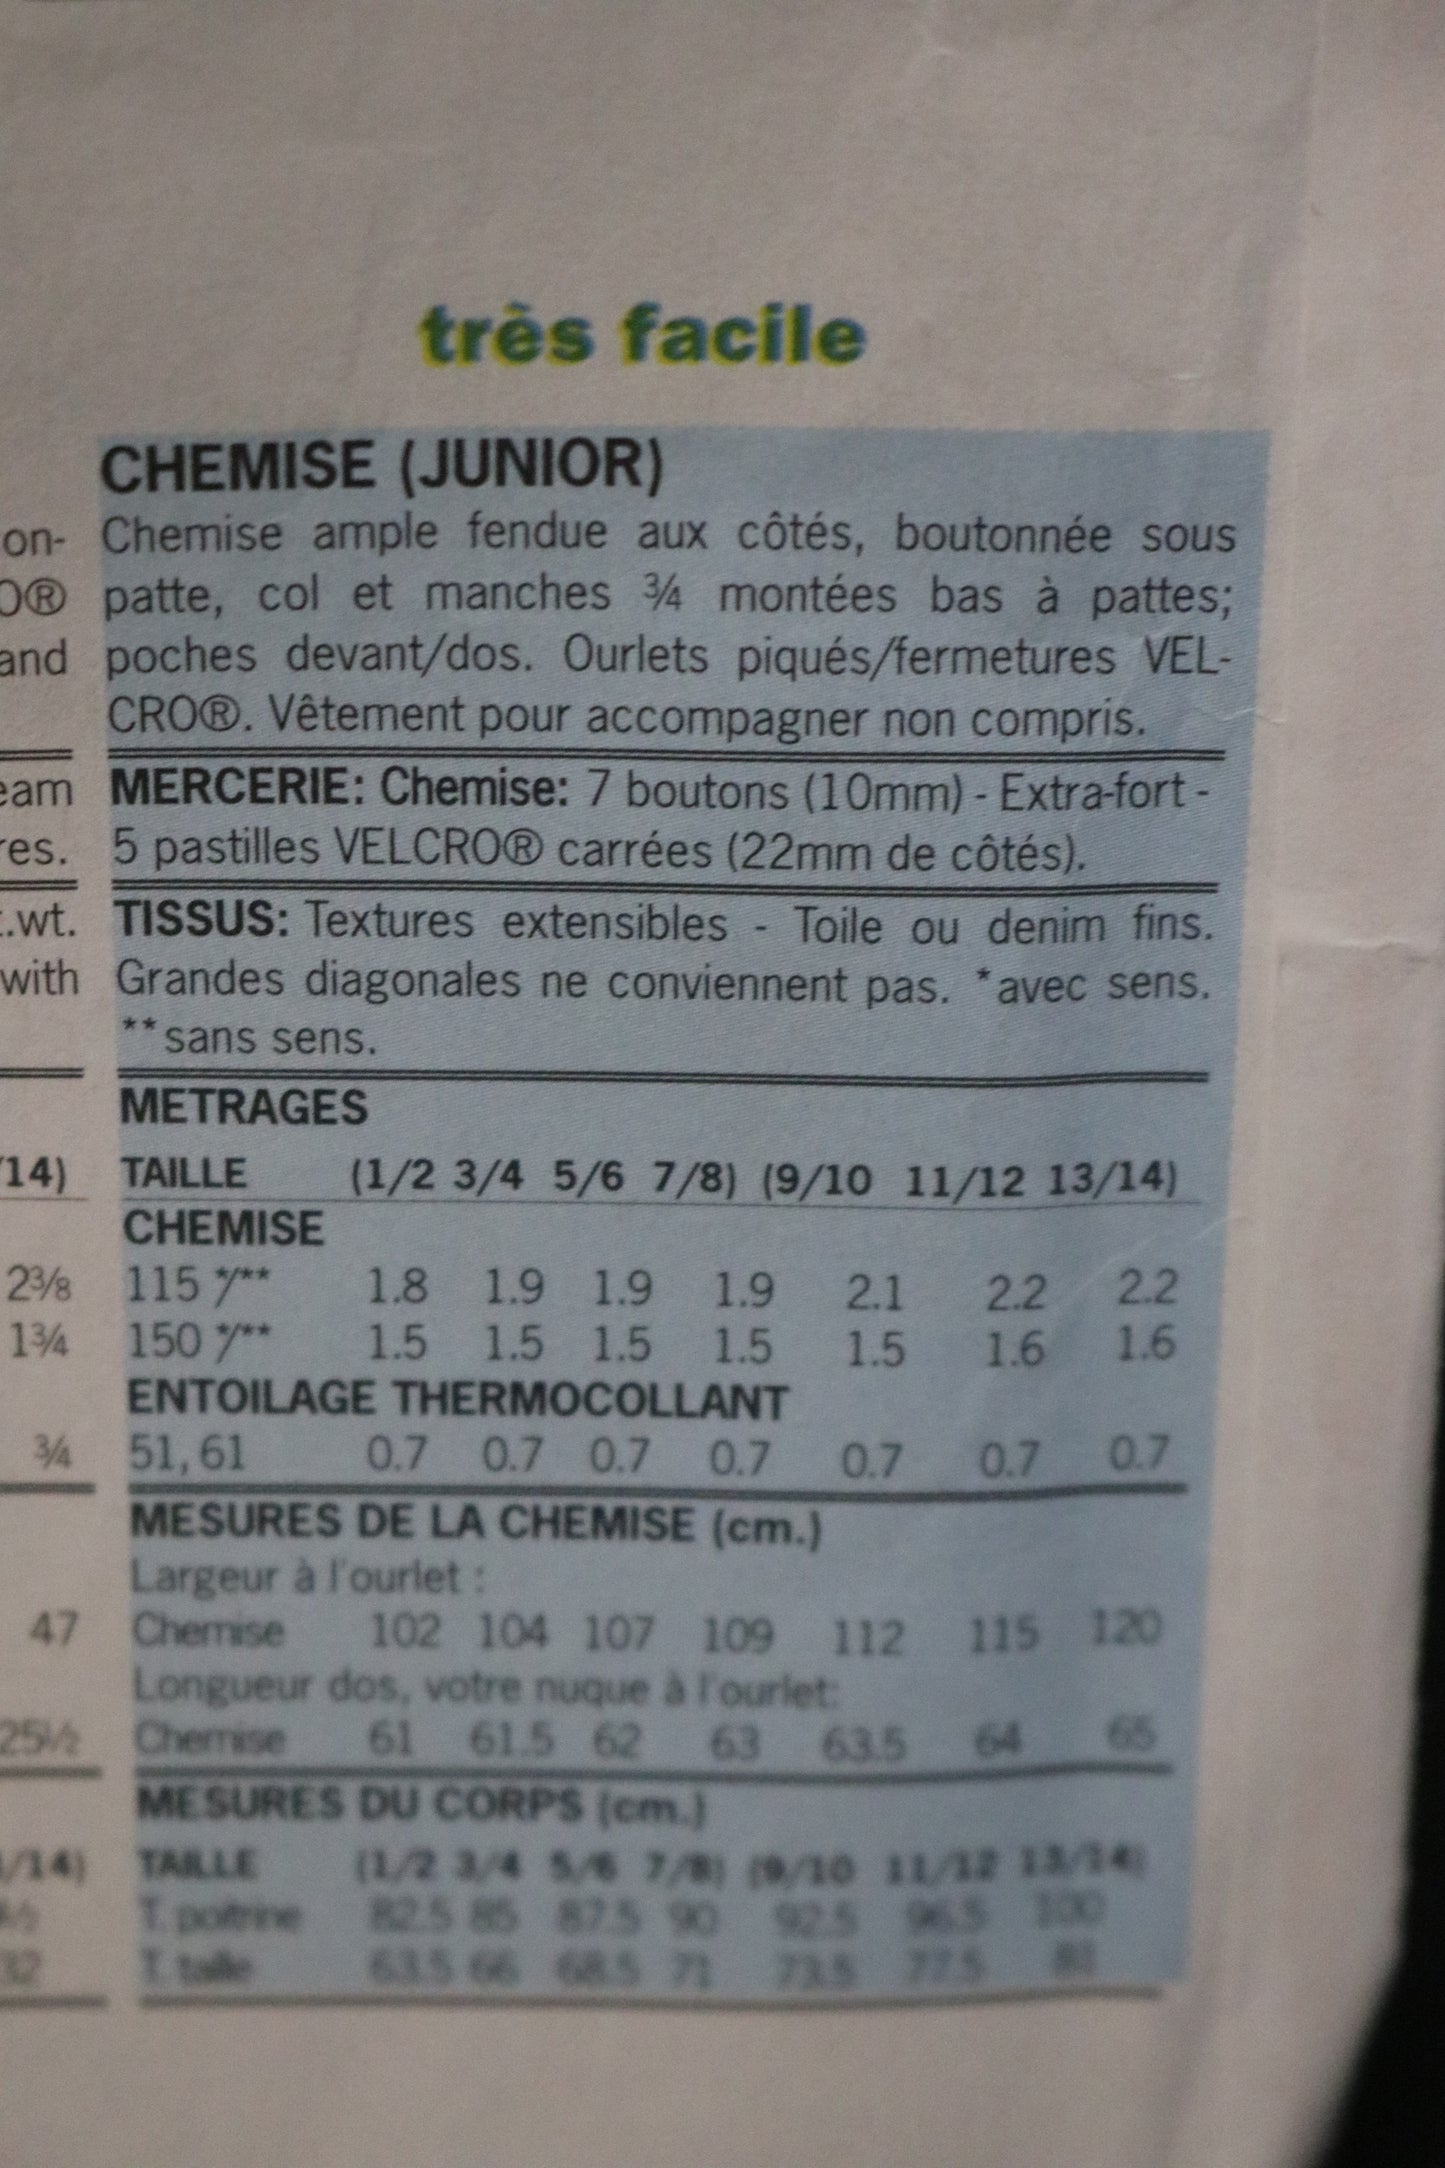 très facile
CHEMISE (JUNIOR)
on- Chemise ample fendue aux côtés, boutonnée sous
O® patte, col et manches ¾ montées bas à pattes;
and poches devant/dos. Ourlets piqués/fermetures VEL-
CRO®. Vêtement pour accompagner non compris.
eam MERCERIE: Chemise: 7 boutons (10mm) - Extra-fort -
res. 5 pastilles VELCRO® carrées (22mm de côtés).
t.wt. TISSUS: Textures extensibles - Toile ou denim fins.
with Grandes diagonales ne conviennent pas. *avec sens.
**sans sens.
METRAGES
/14) TAILLE (1/2 3/4 5/6 7/8) (9/10 11/12 13/14)
CHEMISE
2⅜ 115 */** 1.8 1.9 1.9 1.9 2.1 2.2 2.2
1¾ 150 */** 1.5 1.5 1.5 1.5 1.5 1.6 1.6
ENTOILAGE THERMOCOLLANT
¾ 51, 61 0.7 0.7 0.7 0.7 0.7 0.7 0.7
MESURES DE LA CHEMISE (cm.)
Largeur à l'ourlet :
47 Chemise 102 104 107 109 112 115 120
Longueur dos, votre nuque à l'ourlet:
25½ Chemise 61 61.5 62 63 63.5 64 65
MESURES DU CORPS (cm.)
/14) TAILLE (1/2 3/4 5/6 7/8) (9/10 11/12 13/14)
T. poitrine 82.5 85 87.5 90 92.5 96.5 100
32 T. taille 63.5 66 68.5 71 73.5 77.5 81